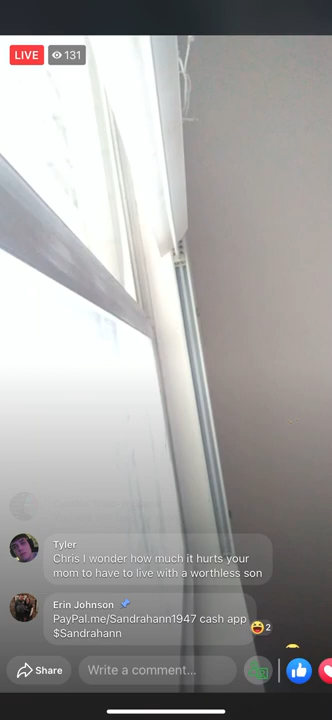 LIVE 131
Tyler
Chris I wonder how much it hurts your
mom to have to live with a worthless son
Erin Johnson
PayPal.me/Sandrahann1947 cash app
$Sandrahann
2
Share
Write a comment...